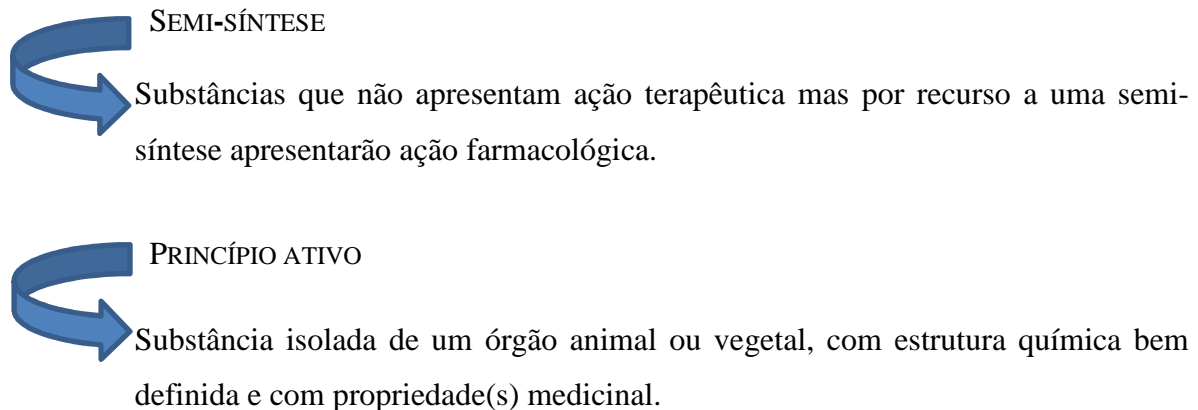 SEMI-SÍNTESE
Substâncias que não apresentam ação terapêutica mas por recurso a uma semi-
síntese apresentarão ação farmacológica.
PRINCÍPIO ATIVO
Substância isolada de um órgão animal ou vegetal, com estrutura química bem
definida e com propriedade(s) medicinal.